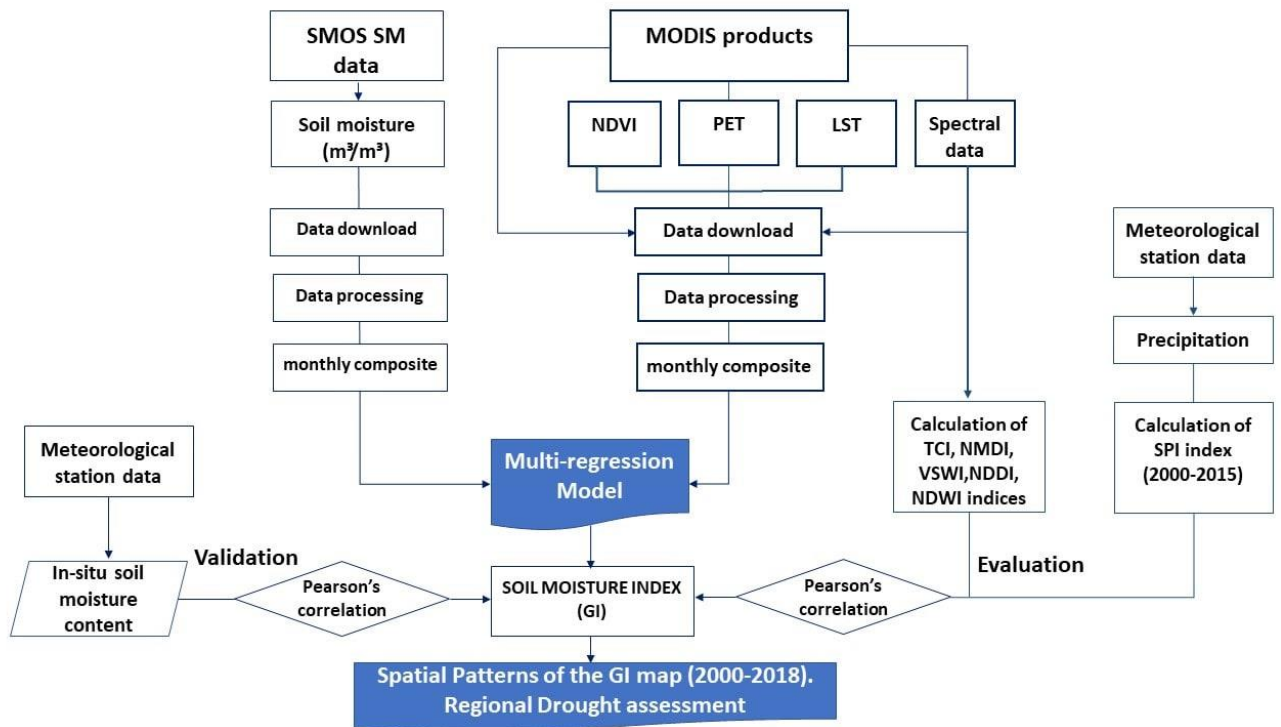 SMOS SM
data
MODIS products
Soil moisture
(m³/m³)
NDVI
PET
LST
Spectral
data
Data download
Data download
Meteorological
station data
Data processing
Data processing
Precipitation
monthly composite
monthly composite
Meteorological
station data
Multi-regression
Model
Calculation of
TCI, NMDI,
VSWI,NDDI,
NDWI indices
Calculation of
SPI index
(2000-2015)
Validation
Evaluation
In-situ soil
moisture
content
Pearson's
correlation
SOIL MOISTURE INDEX
(GI)
Pearson's
correlation
Spatial Patterns of the GI map (2000-2018).
Regional Drought assessment